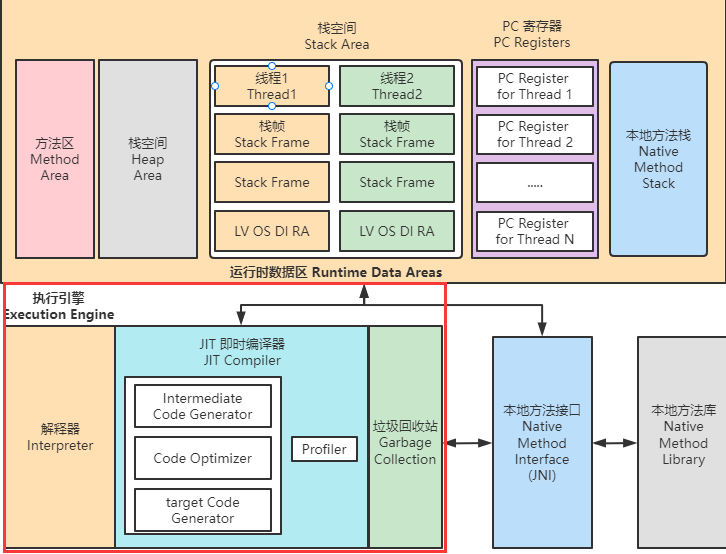 栈空间
Stack Area
PC 寄存器
PC Registers
方法区
Method
Area
栈空间
Heap
Area
线程1
Thread1
线程2
Thread2
栈帧
Stack Frame
栈帧
Stack Frame
Stack Frame
Stack Frame
LV OS DI RA
LV OS DI RA
PC Register
for Thread 1
PC Register
for Thread 2
.....
PC Register
for Thread N
本地方法栈
Native
Method
Stack
运行时数据区 Runtime Data Areas
执行引擎
Execution Engine
解释器
Interpreter
JIT 即时编译器
JIT Compiler
Intermediate
Code Generator
Code Optimizer
target Code
Generator
Profiler
垃圾回收站
Garbage
Collection
本地方法接口
Native
Method
Interface
(JNI)
本地方法库
Native
Method
Library